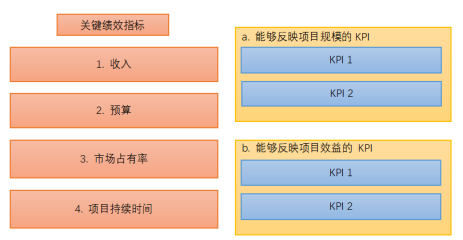 关键绩效指标
1. 收入
2. 预算
3. 市场占有率
4. 项目持续时间
a. 能够反映项目规模的 KPI
KPI 1
KPI 2
b. 能够反映项目效益的 KPI
KPI 1
KPI 2